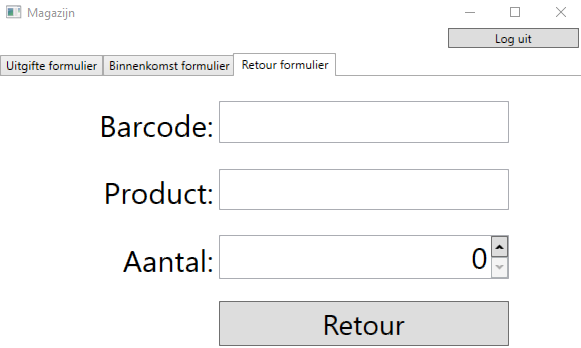 Magazijn
Log uit
Uitgifte formulier Binnenkomst formulier Retour formulier
Barcode:
Product:
Aantal: 0
Retour